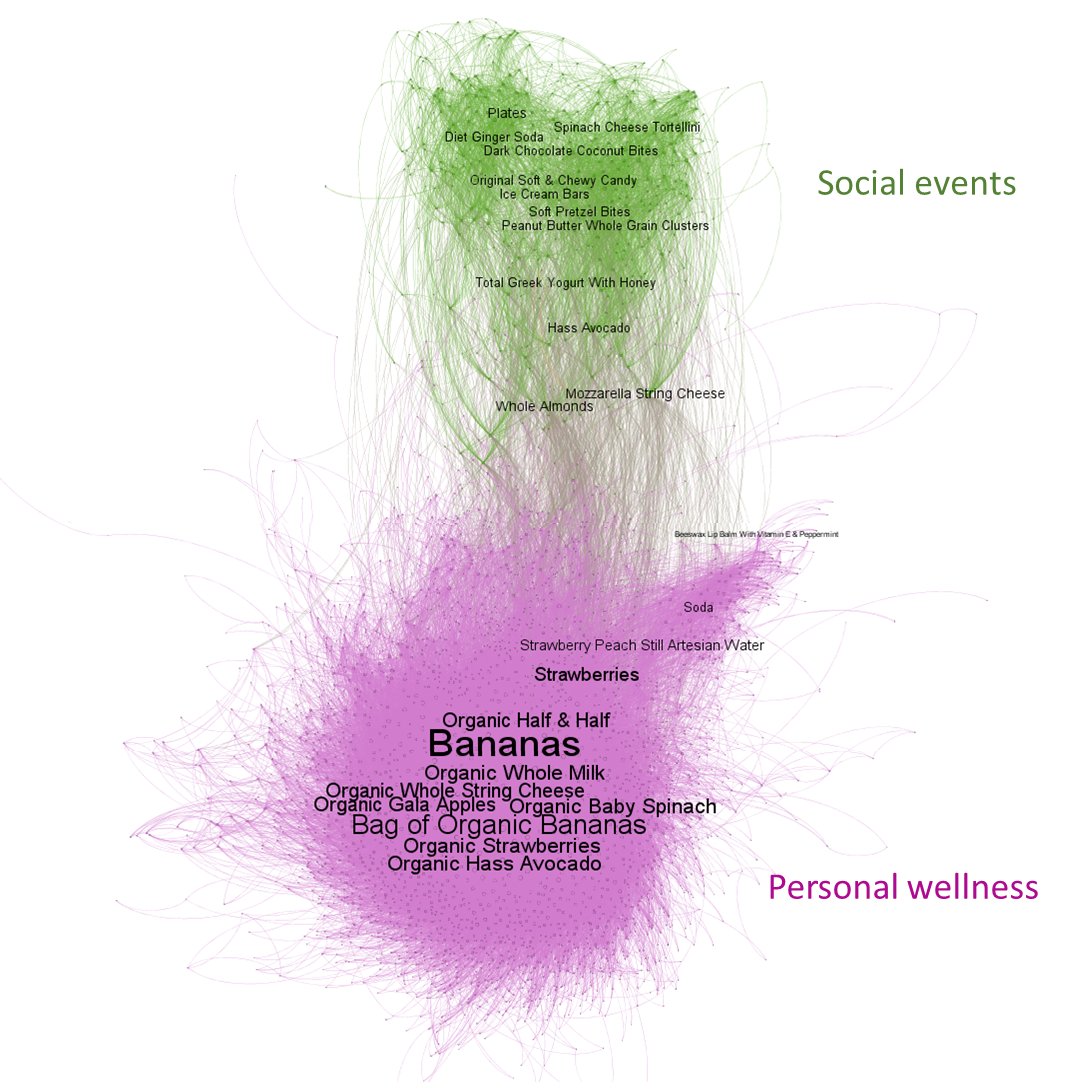 Plates
Spinach Cheese Tortellini
Diet Ginger Soda
Dark Chocolate Coconut Bites
Original Soft & Chewy Candy
Social events
Ice Cream Bars
Soft Pretzel Bites
Peanut Butter Whole Grain Clusters
Total Greek Yogurt With Honey
Hass Avocado
Mozzarella String Cheese
Whole Almonds
Beeswax Lip Balm With Vitamin E & Peppermint
Soda
Strawberry Peach Still Artesian Water
Strawberries
Organic Half & Half
Bananas
Organic Whole Milk
Organic Whole String Cheese
Organic Gala Apples
Organic Baby Spinach
Bag of Organic Bananas
Organic Strawberries
Organic Hass Avocado
Personal wellness